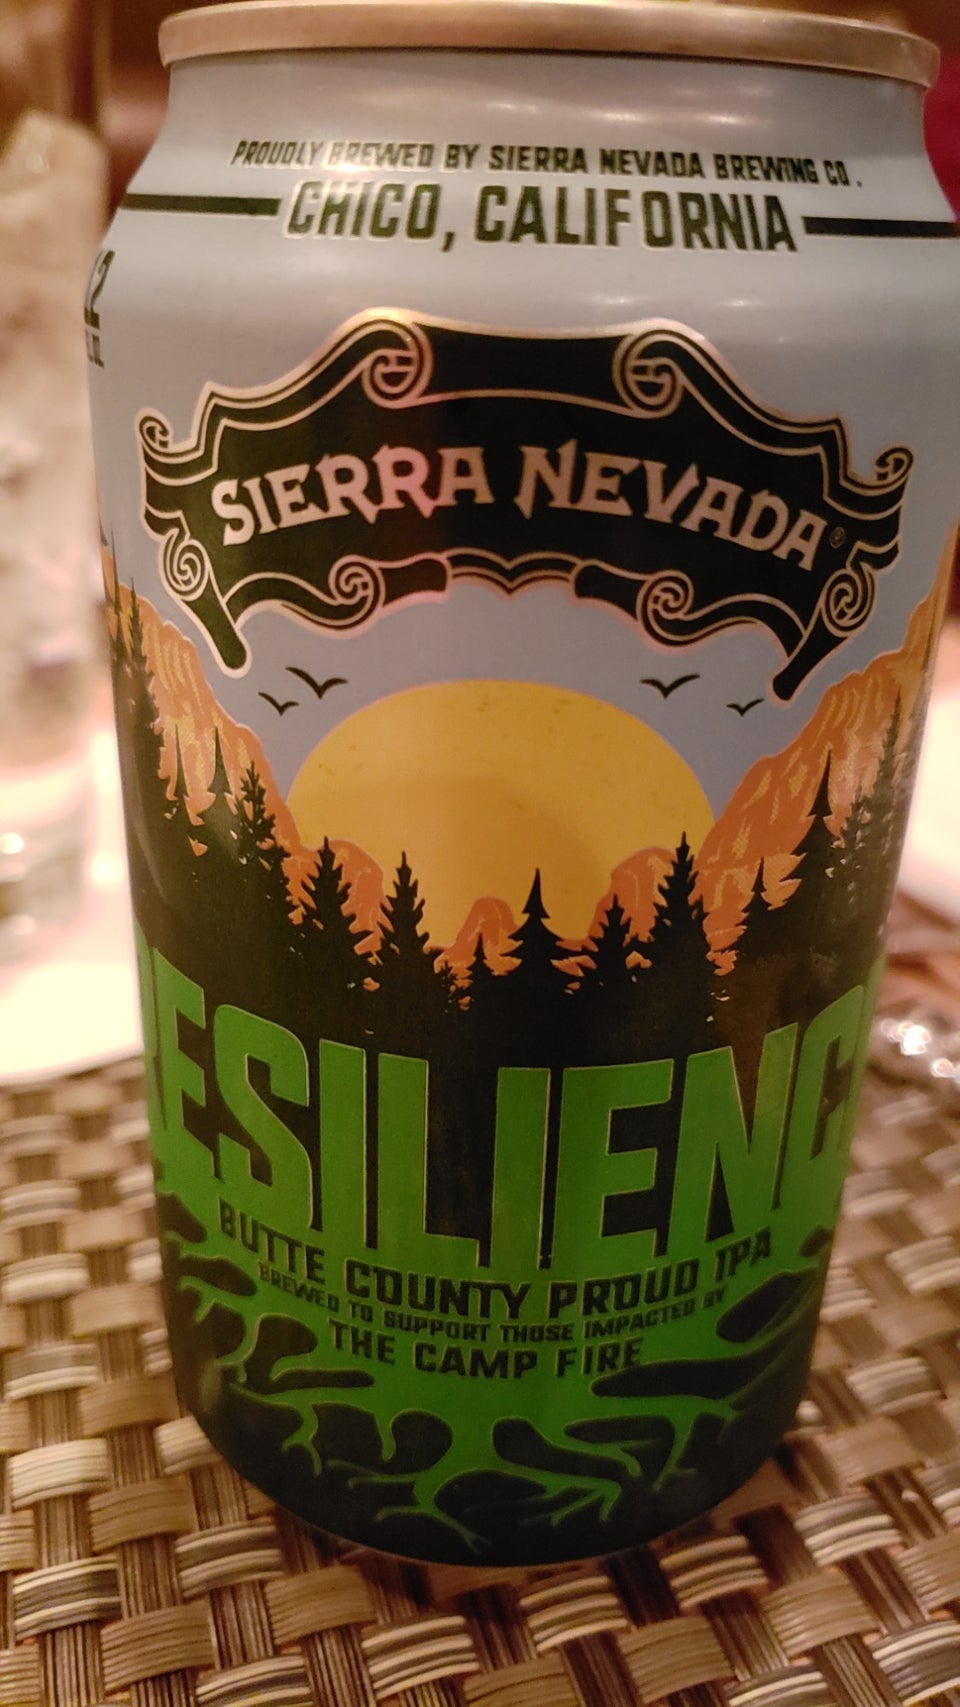 PROUDLY BREWED BY SIERRA NEVADA BREWING CO.
CHICO, CALIFORNIA
12
SIERRA NEVADA®
ESILIENC
BUTTE COUNTY PROUD IPA
BREWED TO SUPPORT THOSE IMPACTED BY
THE CAMP FIRE